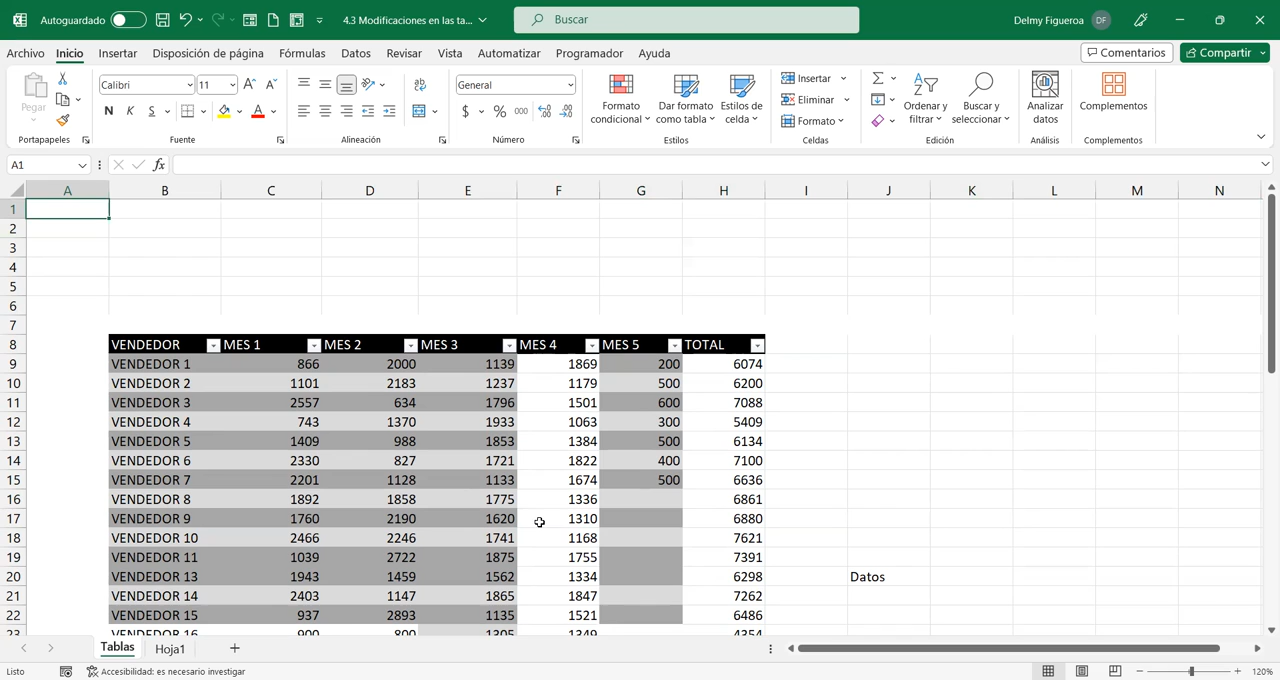 Autoguardado 4.3 Modificaciones en las ta... Buscar Delmy Figueroa DF
Archivo Inicio Insertar Disposición de página Fórmulas Datos Revisar Vista Automatizar Programador Ayuda Comentarios Compartir
Pegar Calibri 11 General Formato condicional Dar formato como tabla Estilos de celda Insertar Eliminar Formato Ordenar y filtrar Buscar y seleccionar Analizar datos Complementos
N K S $ % 000
Portapapeles Fuente Alineación Número Estilos Celdas Edición Análisis Complementos
A1 fx
A B C D E F G H I J K L M N
1
2
3
4
5
6
7
8 VENDEDOR MES 1 MES 2 MES 3 MES 4 MES 5 TOTAL
9 VENDEDOR 1 866 2000 1139 1869 200 6074
10 VENDEDOR 2 1101 2183 1237 1179 500 6200
11 VENDEDOR 3 2557 634 1796 1501 600 7088
12 VENDEDOR 4 743 1370 1933 1063 300 5409
13 VENDEDOR 5 1409 988 1853 1384 500 6134
14 VENDEDOR 6 2330 827 1721 1822 400 7100
15 VENDEDOR 7 2201 1128 1133 1674 500 6636
16 VENDEDOR 8 1892 1858 1775 1336 6861
17 VENDEDOR 9 1760 2190 1620 1310 6880
18 VENDEDOR 10 2466 2246 1741 1168 7621
19 VENDEDOR 11 1039 2722 1875 1755 7391
20 VENDEDOR 13 1943 1459 1562 1334 6298 Datos
21 VENDEDOR 14 2403 1147 1865 1847 7262
22 VENDEDOR 15 937 2893 1135 1521 6486
23 VENDEDOR 16 900 800 1305 1349 4354
Tablas Hoja1
Listo Accesibilidad: es necesario investigar 120%